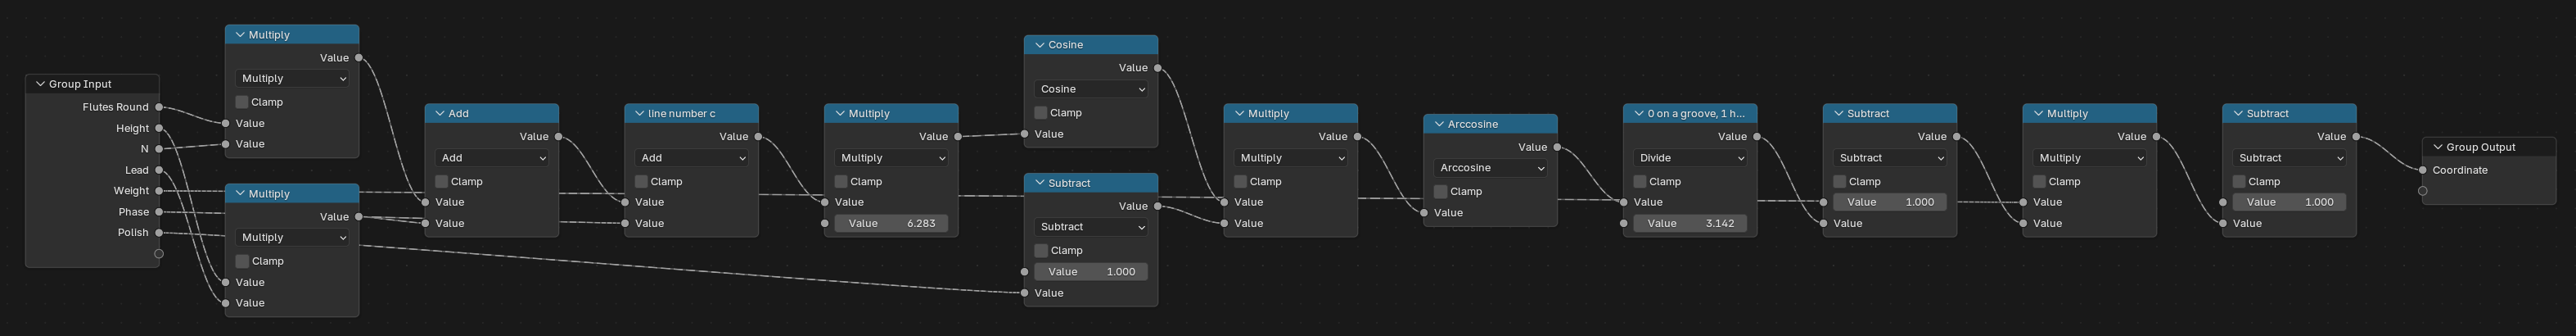 Group Input
Flutes Round
Height
N
Lead
Weight
Phase
Polish
Multiply
Value
Multiply
Clamp
Value
Value
Multiply
Value
Multiply
Clamp
Value
Value
Add
Value
Add
Clamp
Value
Value
line number c
Value
Add
Clamp
Value
Value
Multiply
Value
Multiply
Clamp
Value
Value 6.283
Cosine
Value
Cosine
Clamp
Value
Subtract
Value
Subtract
Clamp
Value 1.000
Value
Multiply
Value
Multiply
Clamp
Value
Value
Arccosine
Value
Arccosine
Clamp
Value
0 on a groove, 1 h...
Value
Divide
Clamp
Value
Value 3.142
Subtract
Value
Subtract
Clamp
Value 1.000
Value
Multiply
Value
Multiply
Clamp
Value
Value
Subtract
Value
Subtract
Clamp
Value 1.000
Value
Group Output
Coordinate